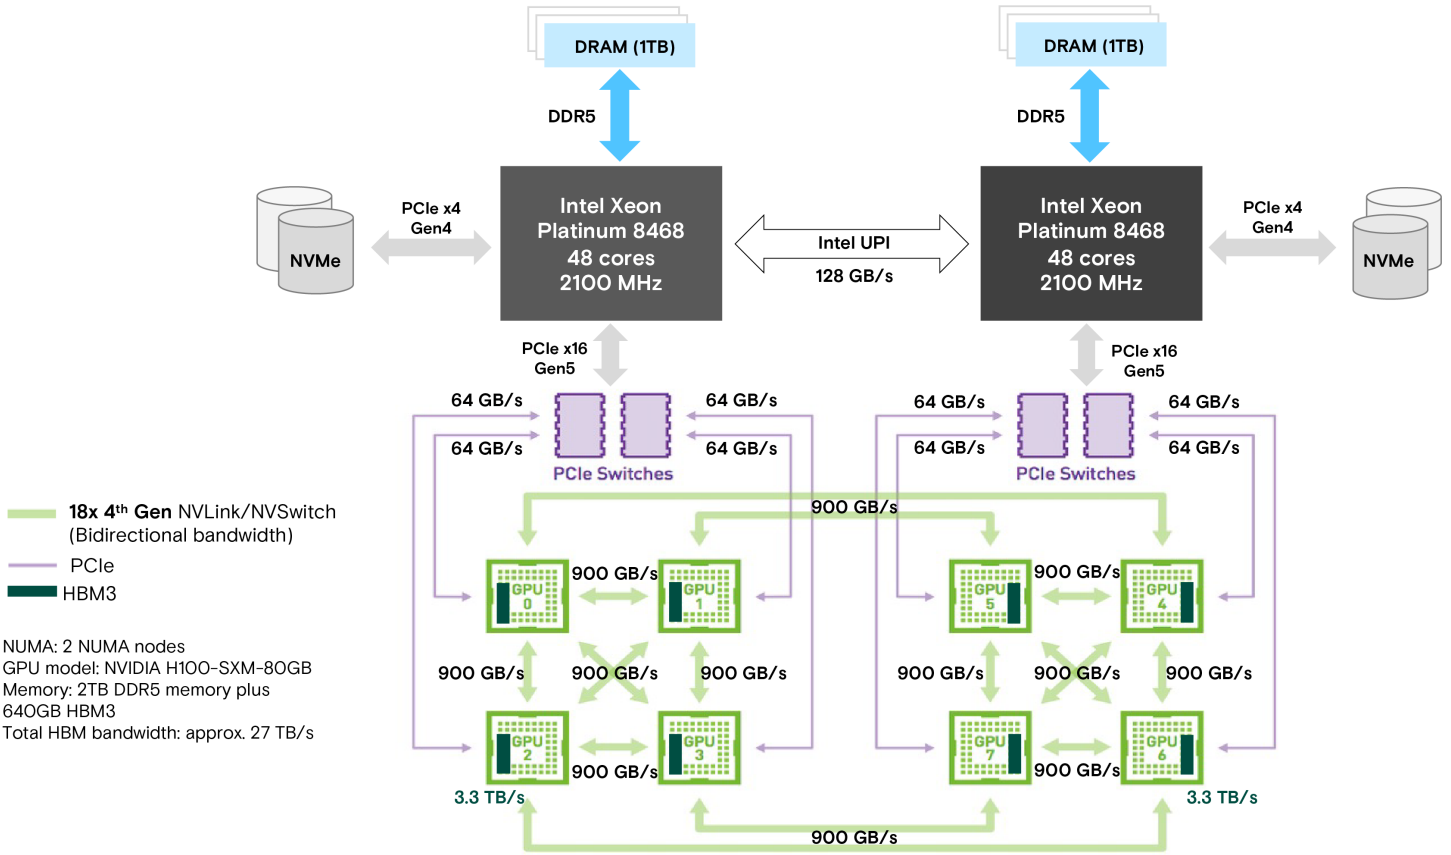 DRAM (1TB)
DRAM (1TB)
DDR5
DDR5
Intel Xeon
Platinum 8468
48 cores
2100 MHz
Intel Xeon
Platinum 8468
48 cores
2100 MHz
PCIe x4
Gen4
NVMe
Intel UPI
128 GB/s
PCIe x4
Gen4
NVMe
PCIe x16
Gen5
PCIe x16
Gen5
64 GB/s
64 GB/s
64 GB/s
64 GB/s
64 GB/s
64 GB/s
64 GB/s
64 GB/s
PCIe Switches
PCIe Switches
18x 4th Gen NVLink/NVSwitch
(Bidirectional bandwidth)
PCIe
HBM3
900 GB/s
900 GB/s
900 GB/s
GPU
0
GPU
1
GPU
5
GPU
4
NUMA: 2 NUMA nodes
GPU model: NVIDIA H100-SXM-80GB
Memory: 2TB DDR5 memory plus
640GB HBM3
Total HBM bandwidth: approx. 27 TB/s
900 GB/s
900 GB/s
900 GB/s
900 GB/s
900 GB/s
900 GB/s
GPU
2
GPU
3
GPU
7
GPU
6
900 GB/s
900 GB/s
3.3 TB/s
3.3 TB/s
900 GB/s